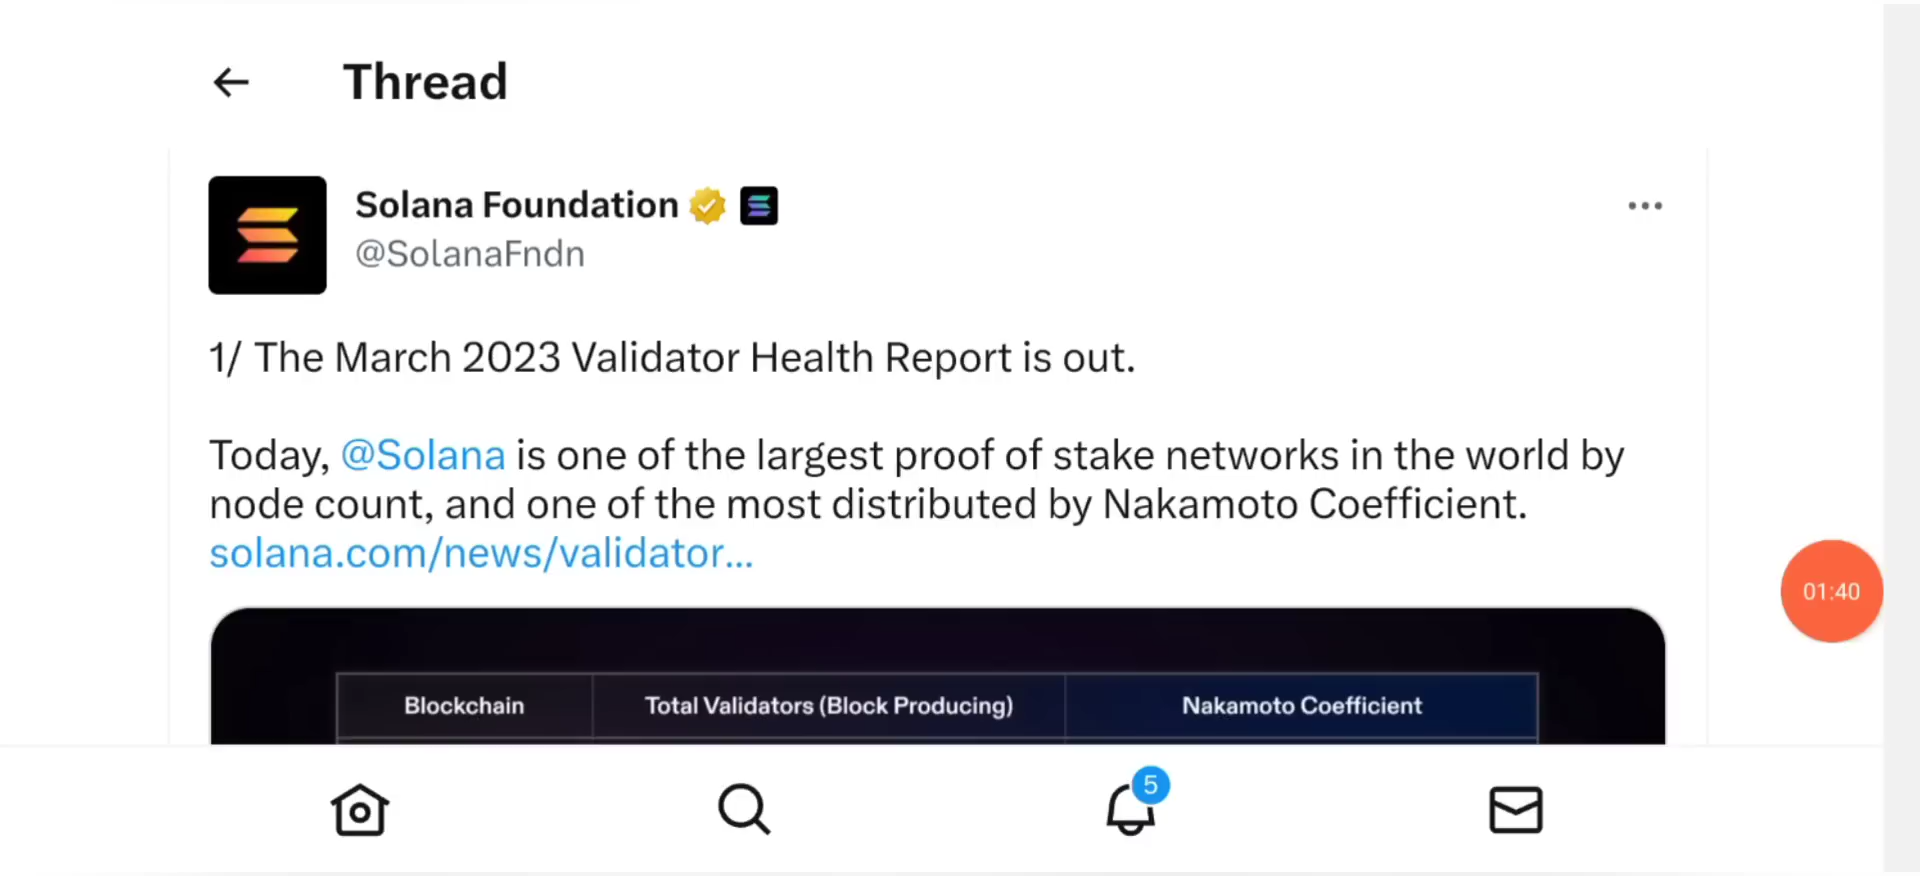 Thread
Solana Foundation
@SolanaFndn
1/ The March 2023 Validator Health Report is out.
Today, @Solana is one of the largest proof of stake networks in the world by
node count, and one of the most distributed by Nakamoto Coefficient.
solana.com/news/validator...
01:40
Blockchain Total Validators (Block Producing) Nakamoto Coefficient
5